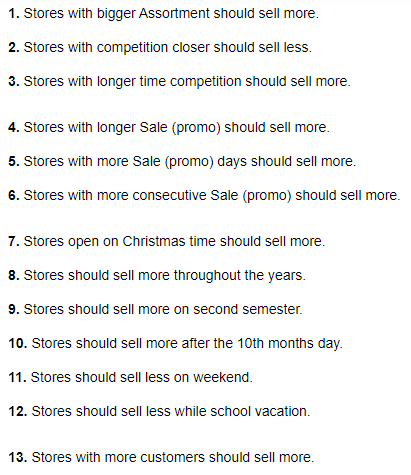 1. Stores with bigger Assortment should sell more.
2. Stores with competition closer should sell less.
3. Stores with longer time competition should sell more.
4. Stores with longer Sale (promo) should sell more.
5. Stores with more Sale (promo) days should sell more.
6. Stores with more consecutive Sale (promo) should sell more.
7. Stores open on Christmas time should sell more.
8. Stores should sell more throughout the years.
9. Stores should sell more on second semester.
10. Stores should sell more after the 10th months day.
11. Stores should sell less on weekend.
12. Stores should sell less while school vacation.
13. Stores with more customers should sell more.